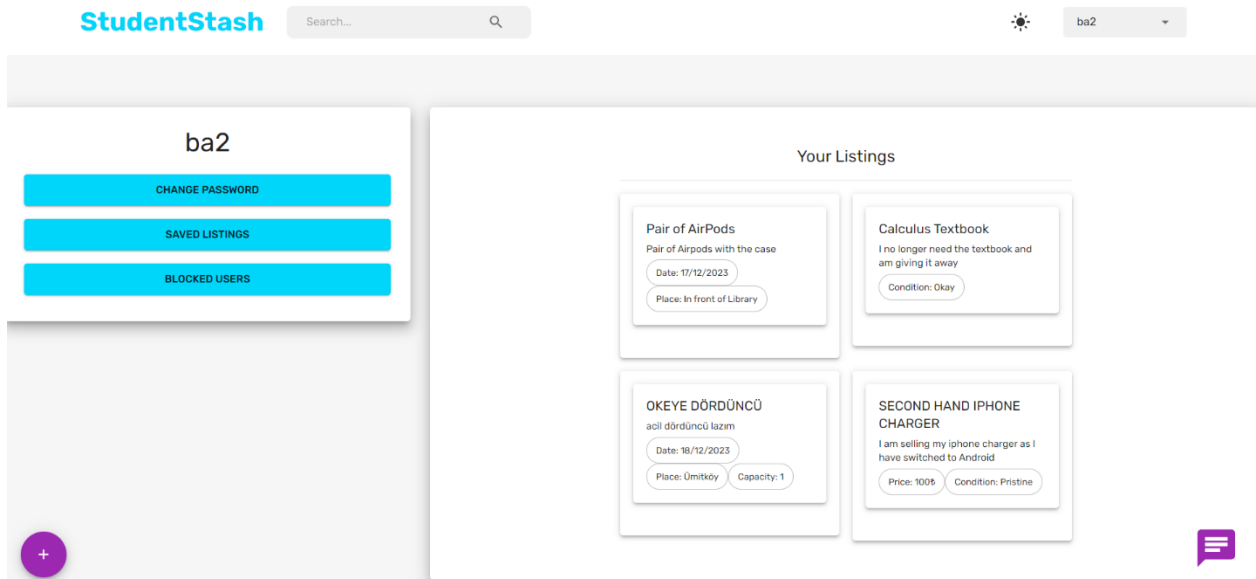 StudentStash
Search...
ba2
ba2
CHANGE PASSWORD
SAVED LISTINGS
BLOCKED USERS
Your Listings
Pair of AirPods
Pair of Airpods with the case
Date: 17/12/2023
Place: In front of Library
Calculus Textbook
I no longer need the textbook and
am giving it away
Condition: Okay
OKEYE DÖRDÜNCÜ
acil dördüncü lazım
Date: 18/12/2023
Place: Ümitköy
Capacity: 1
SECOND HAND IPHONE
CHARGER
I am selling my iphone charger as I
have switched to Android
Price: 100₺
Condition: Pristine
+